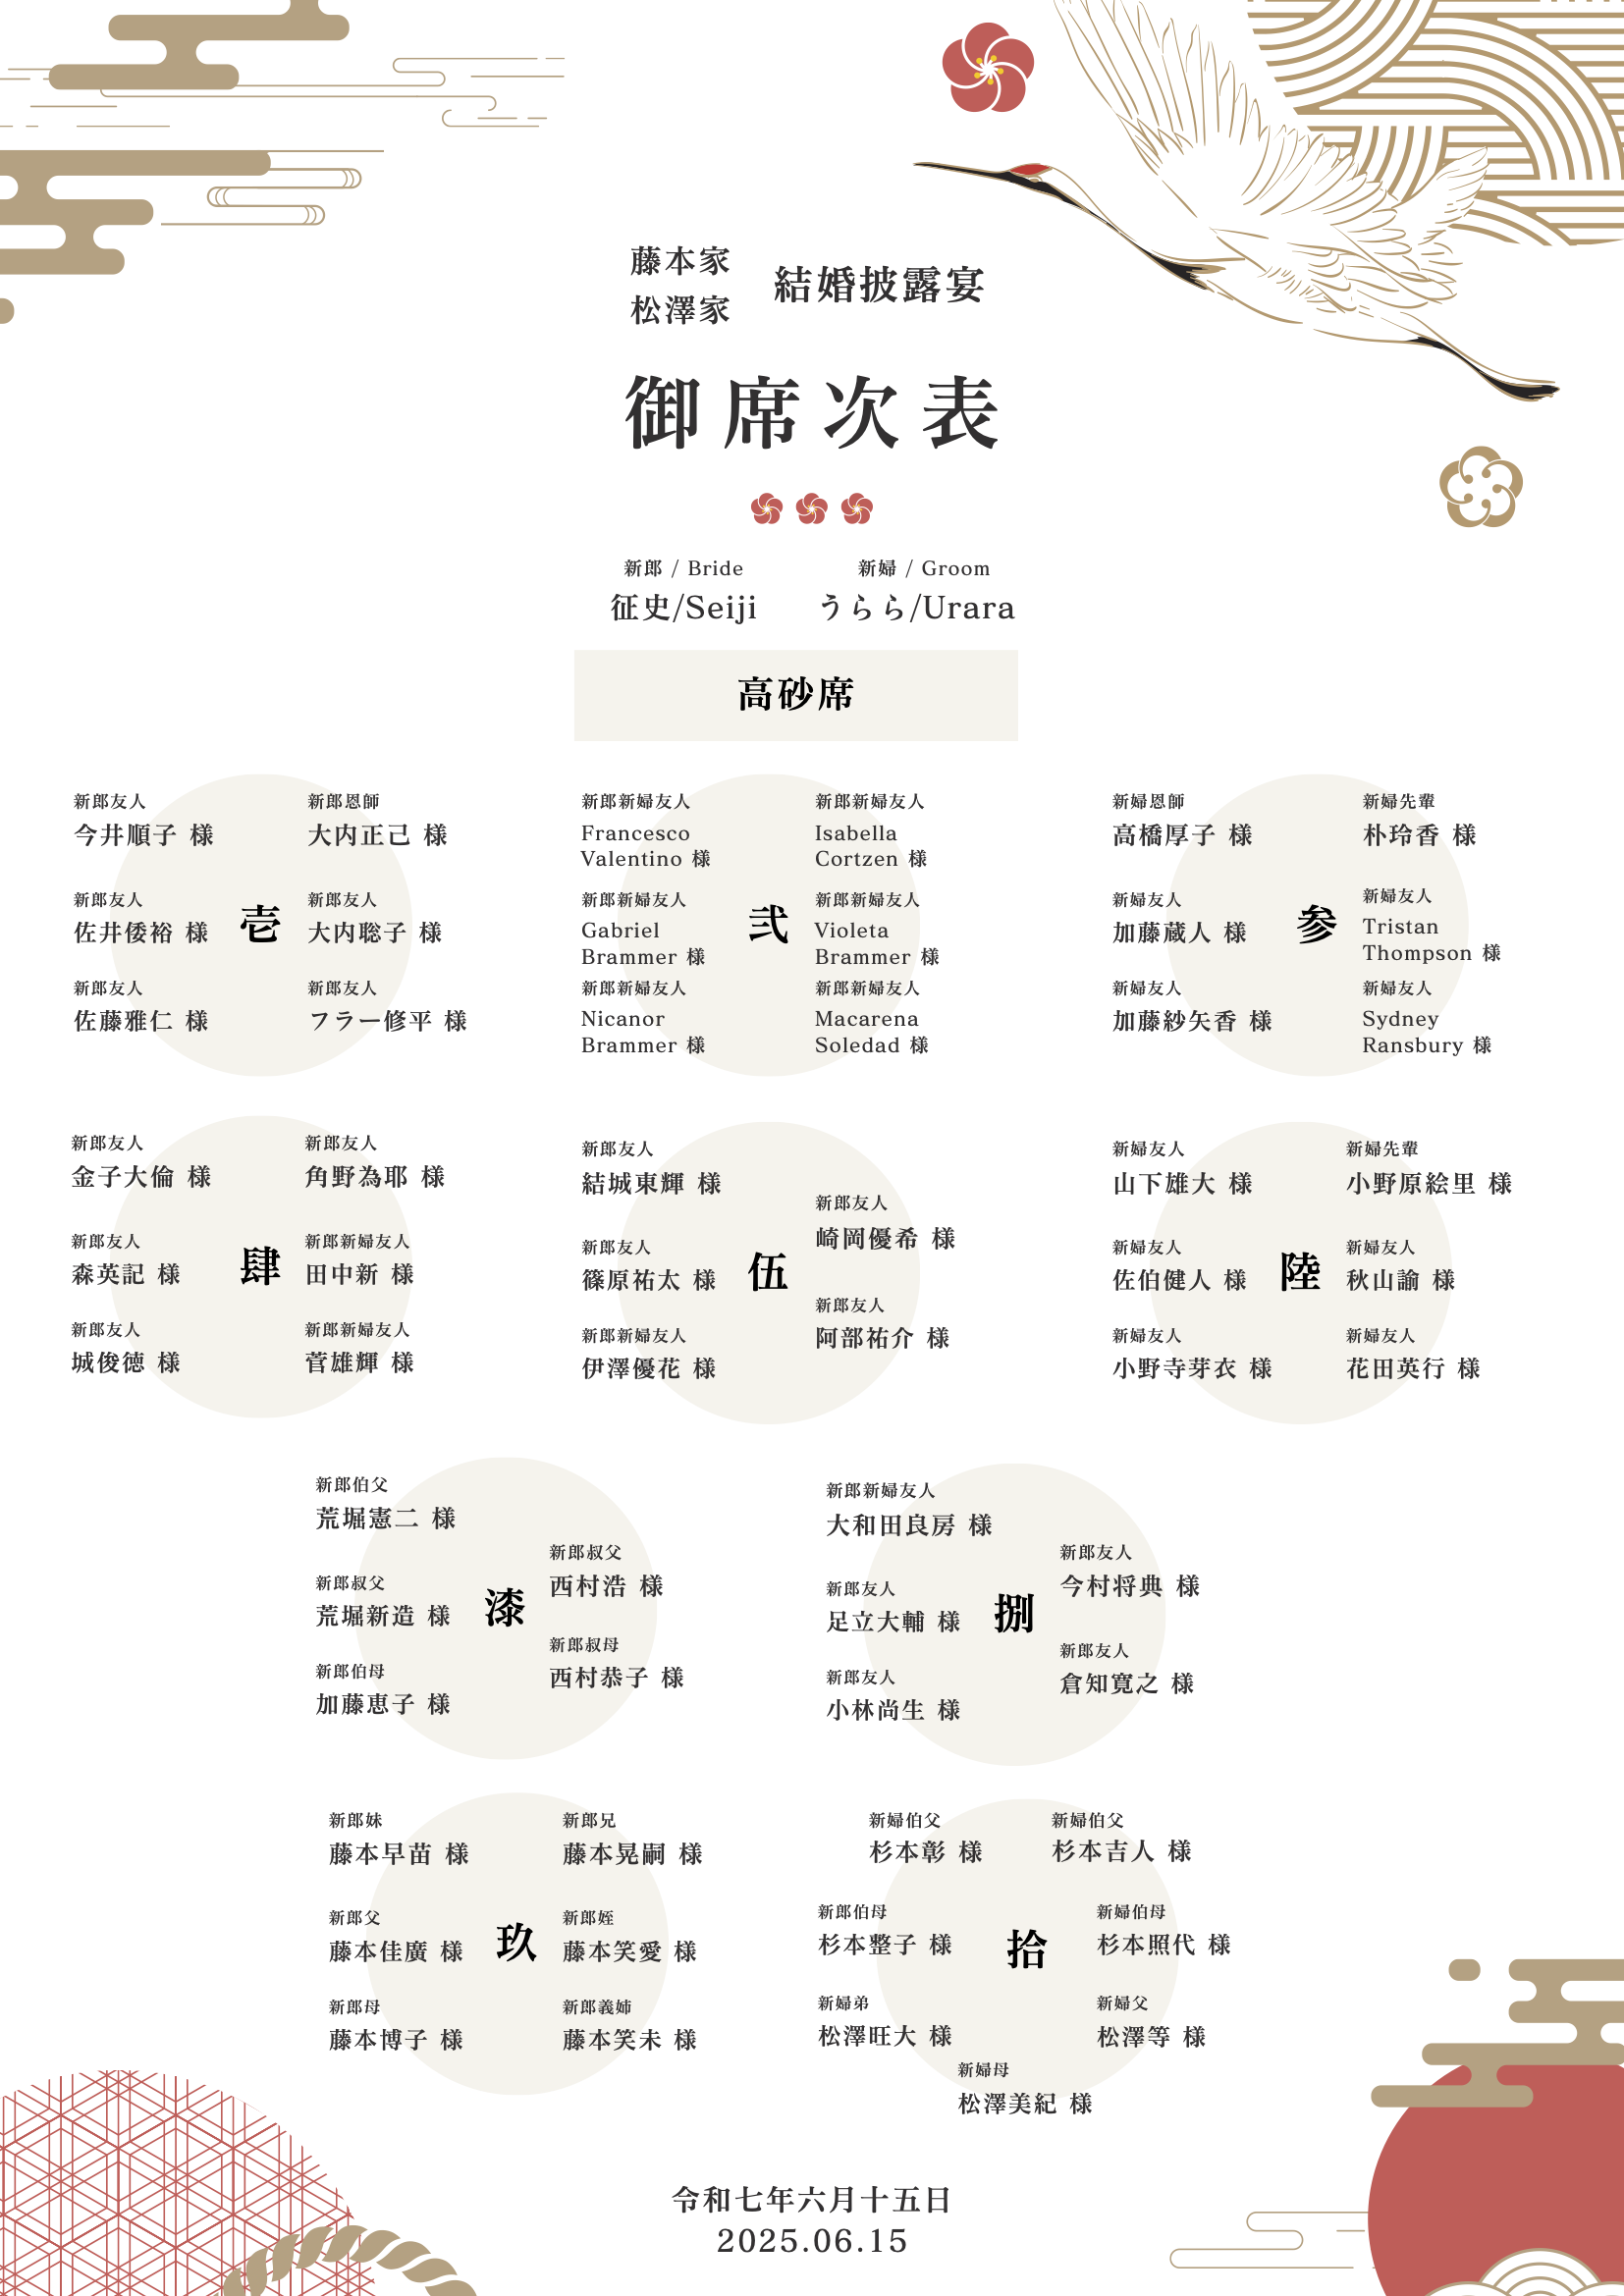 藤本家
松澤家
結婚披露宴
御席次表
新郎 / Bride
征史/Seiji
新婦 / Groom
うらら/Urara
高砂席
壱
新郎友人
今井順子 様
新郎恩師
大内正己 様
新郎友人
佐井倭裕 様
新郎友人
大内聡子 様
新郎友人
佐藤雅仁 様
新郎友人
フラー修平 様
弐
新郎新婦友人
Francesco
Valentino 様
新郎新婦友人
Isabella
Cortzen 様
新郎新婦友人
Gabriel
Brammer 様
新郎新婦友人
Violeta
Brammer 様
新郎新婦友人
Nicanor
Brammer 様
新郎新婦友人
Macarena
Soledad 様
参
新婦恩師
高橋厚子 様
新婦先輩
朴玲香 様
新婦友人
加藤蔵人 様
新婦友人
Tristan
Thompson 様
新婦友人
加藤紗矢香 様
新婦友人
Sydney
Ransbury 様
肆
新郎友人
金子大倫 様
新郎友人
角野為耶 様
新郎友人
森英記 様
新郎新婦友人
田中新 様
新郎友人
城俊徳 様
新郎新婦友人
菅雄輝 様
伍
新郎友人
結城東輝 様
新郎友人
崎岡優希 様
新郎友人
篠原祐太 様
新郎友人
阿部祐介 様
新郎新婦友人
伊澤優花 様
陸
新婦友人
山下雄大 様
新婦先輩
小野原絵里 様
新婦友人
佐伯健人 様
新婦友人
秋山諭 様
新婦友人
小野寺芽衣 様
新婦友人
花田英行 様
漆
新郎伯父
荒堀憲二 様
新郎叔父
西村浩 様
新郎叔父
荒堀新造 様
新郎叔母
西村恭子 様
新郎伯母
加藤恵子 様
捌
新郎新婦友人
大和田良房 様
新郎友人
今村将典 様
新郎友人
足立大輔 様
新郎友人
倉知寛之 様
新郎友人
小林尚生 様
玖
新郎妹
藤本早苗 様
新郎兄
藤本晃嗣 様
新郎父
藤本佳廣 様
新郎姪
藤本笑愛 様
新郎母
藤本博子 様
新郎義姉
藤本笑未 様
拾
新婦伯父
杉本彰 様
新婦伯父
杉本吉人 様
新郎伯母
杉本整子 様
新婦伯母
杉本照代 様
新婦弟
松澤旺大 様
新婦父
松澤等 様
新婦母
松澤美紀 様
令和七年六月十五日
2025.06.15